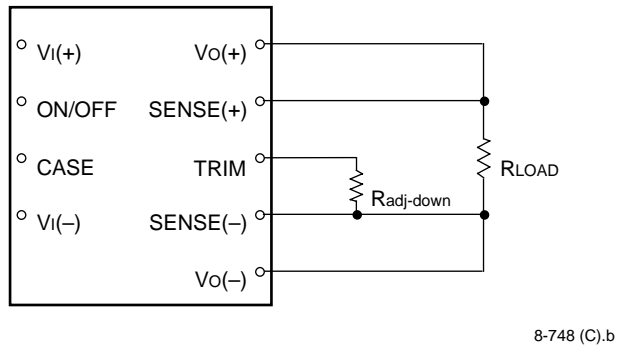 VI(+) VO(+)
ON/OFF SENSE(+)
CASE TRIM RLOAD
Radj-down
VI(–) SENSE(–)
VO(–)
8-748 (C).b